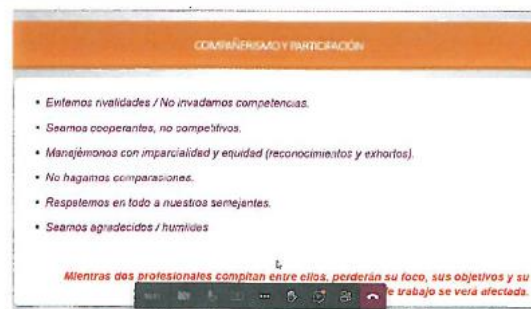 COMPAÑERISMO Y PARTICIPACIÓN
• Evitemos rivalidades / No invadamos competencias.
• Seamos cooperantes, no competitivos.
• Manejémonos con imparcialidad y equidad (reconocimientos y exhortos).
• No hagamos comparasiones.
• Respetemos en todo a nuestros semejantes.
• Seamos agradecidos / humildes
Mientras dos profesionales compitan entre ellos, perderán su foco, sus objetivos y su
de trabajo se verá afectada.